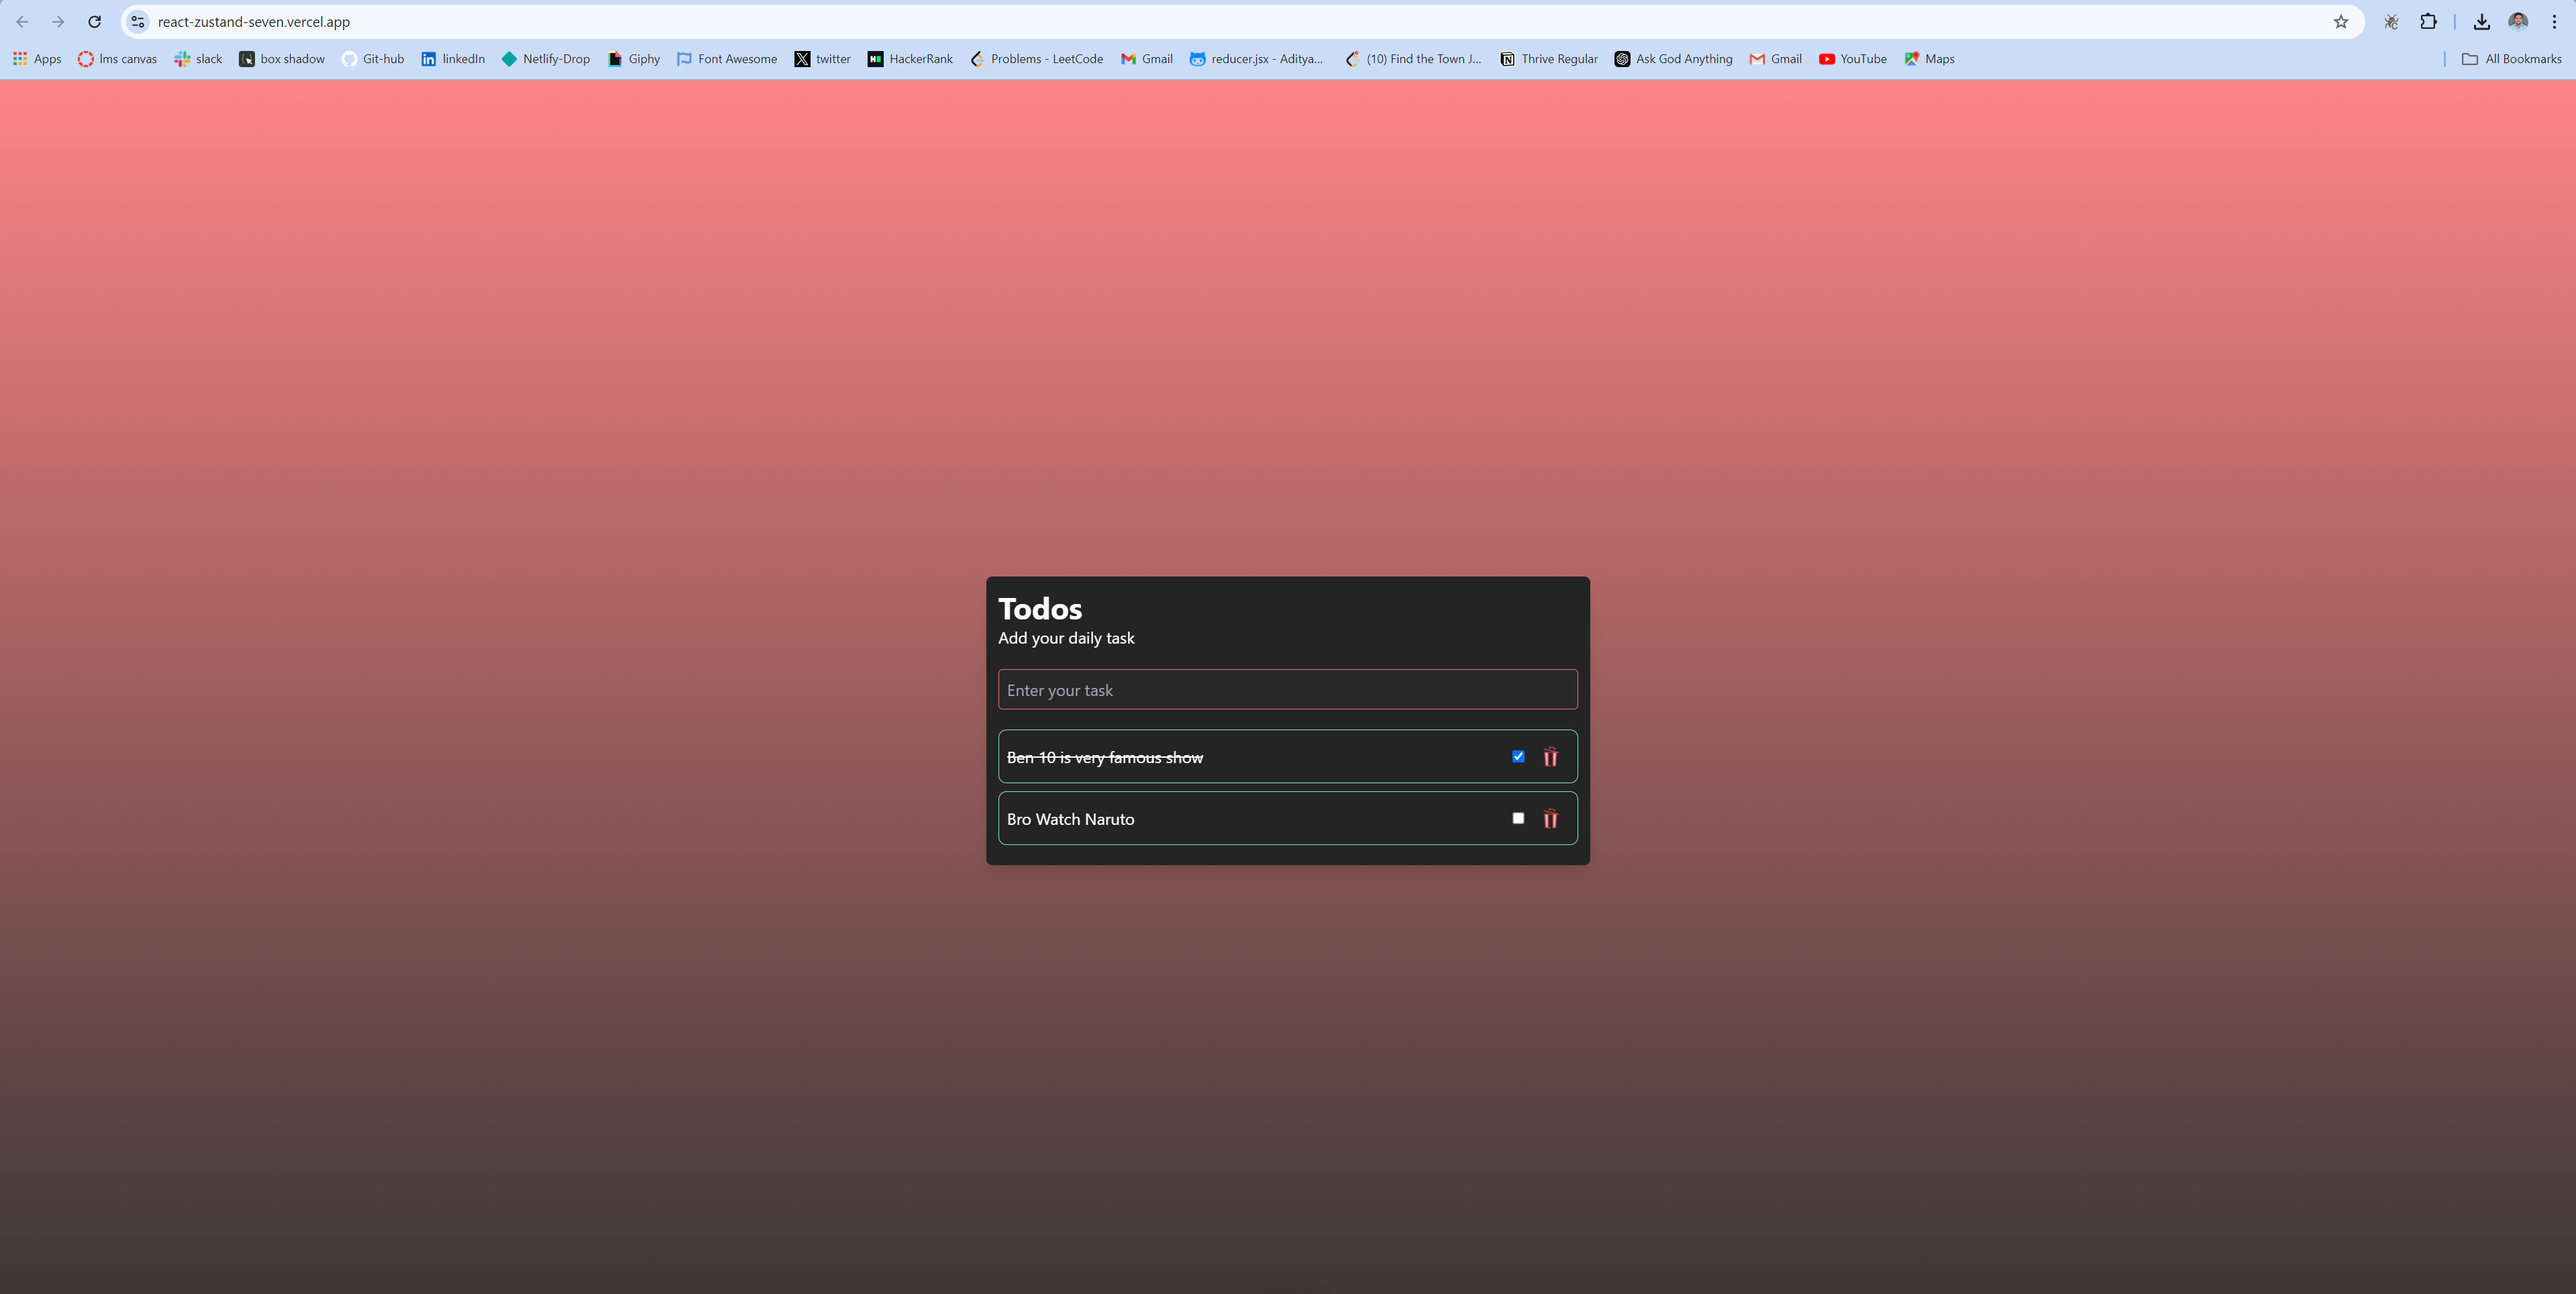 react-zustand-seven.vercel.app
Apps lms canvas slack box shadow Git-hub linkedIn Netlify-Drop Giphy Font Awesome twitter HackerRank Problems - LeetCode Gmail reducer.jsx - Aditya... (10) Find the Town J... Thrive Regular Ask God Anything Gmail YouTube Maps All Bookmarks
Todos
Add your daily task
Enter your task
Ben 10 is very famous show
Bro Watch Naruto